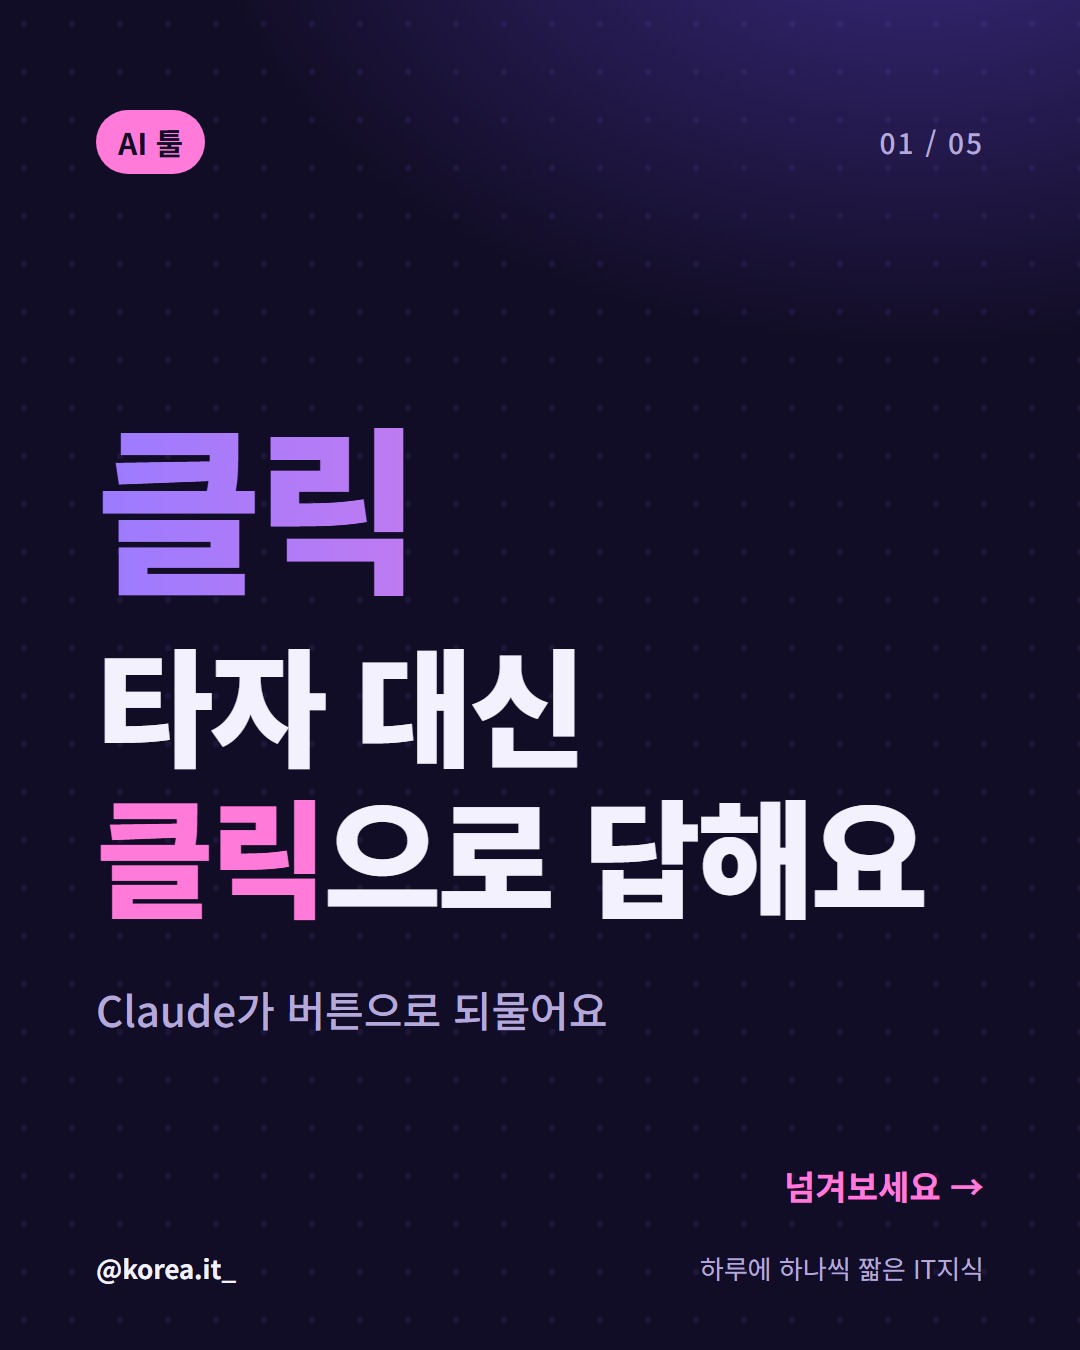 AI 툴
01 / 05
클릭
타자 대신
클릭으로 답해요
Claude가 버튼으로 되물어요
넘겨보세요 →
@korea.it_
하루에 하나씩 짧은 IT지식